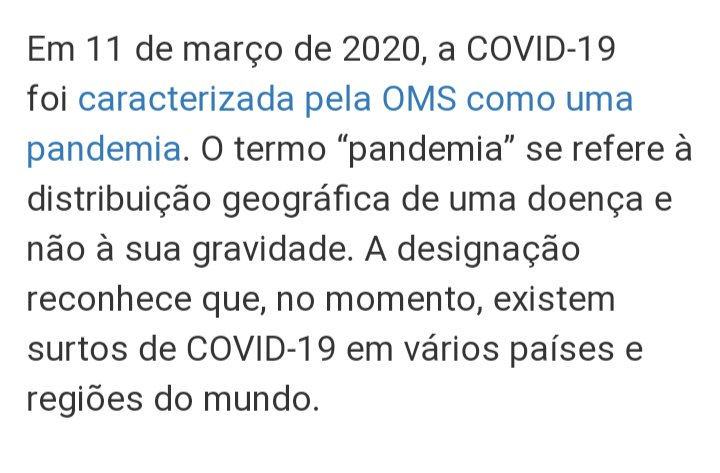 Em 11 de março de 2020, a COVID-19
foi caracterizada pela OMS como uma
pandemia. O termo “pandemia” se refere à
distribuição geográfica de uma doença e
não à sua gravidade. A designação
reconhece que, no momento, existem
surtos de COVID-19 em vários países e
regiões do mundo.